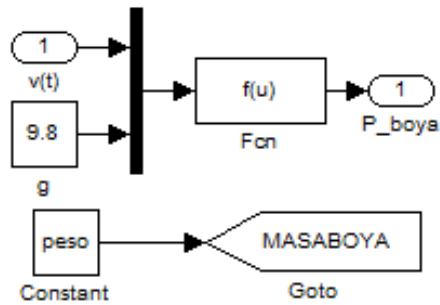 1
v(t)
9.8
g
f(u)
Fcn
1
P_boya
peso
Constant
MASABOYA
Goto